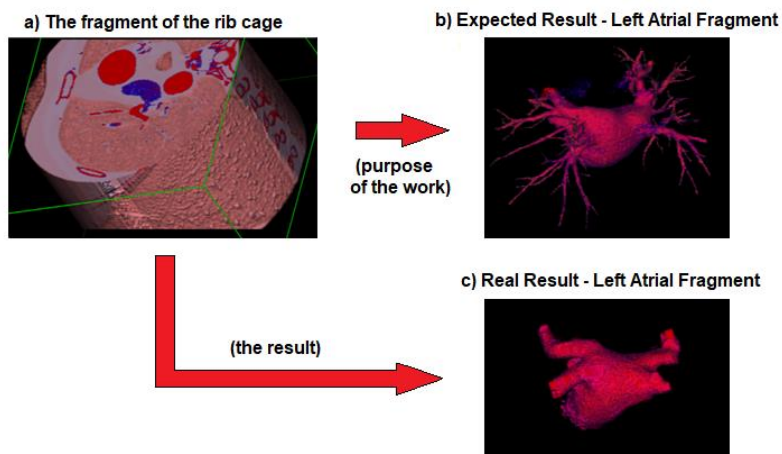 a) The fragment of the rib cage
b) Expected Result - Left Atrial Fragment
(purpose
of the work)
c) Real Result - Left Atrial Fragment
(the result)